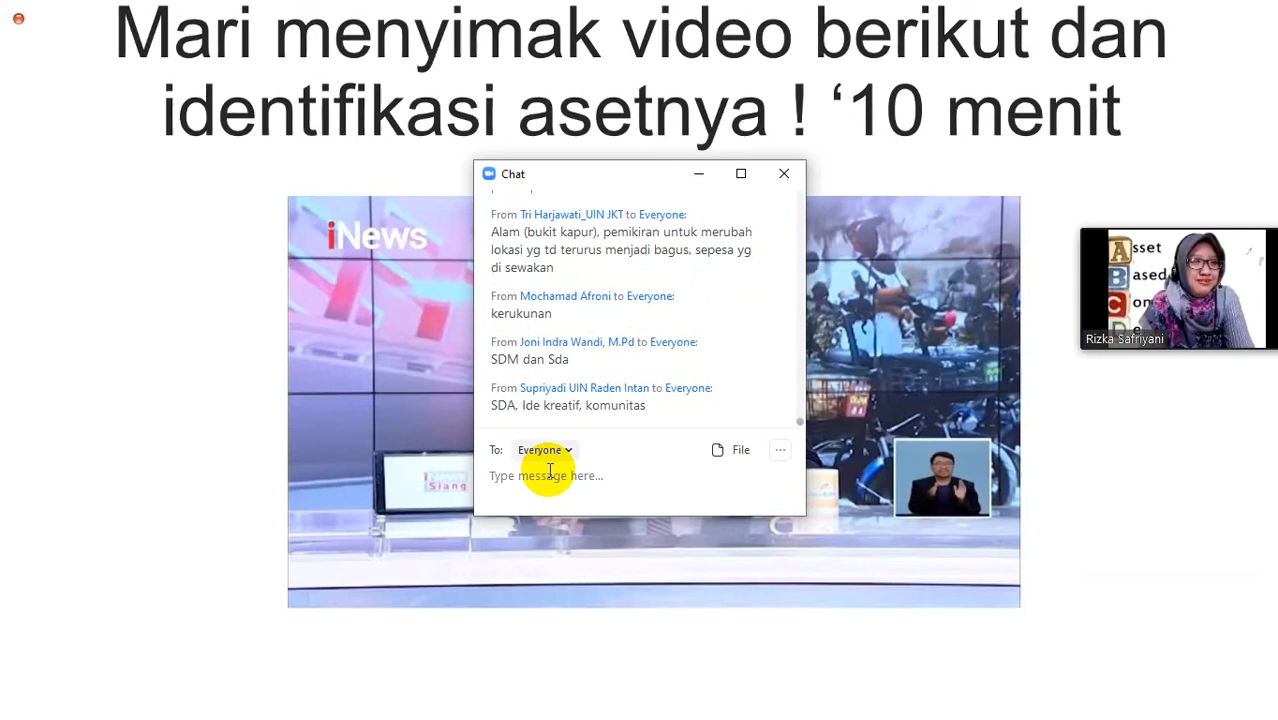 Mari menyimak video berikut dan
identifikasi asetnya ! ‘10 menit
Chat
From Tri Harjawati_UIN JKT to Everyone:
Alam (bukit kapur), pemikiran untuk merubah
lokasi yg td terurus menjadi bagus, sepesa yg
di sewakan
From Mochamad Afroni to Everyone:
kerukunan
From Joni Indra Wandi, M.Pd to Everyone:
SDM dan Sda
From Supriyadi UIN Raden Intan to Everyone:
SDA, Ide kreatif, komunitas
To: Everyone
File
Type message here...
iNews
Siang
Asset
Based
Com
De
Rizka Safriyani